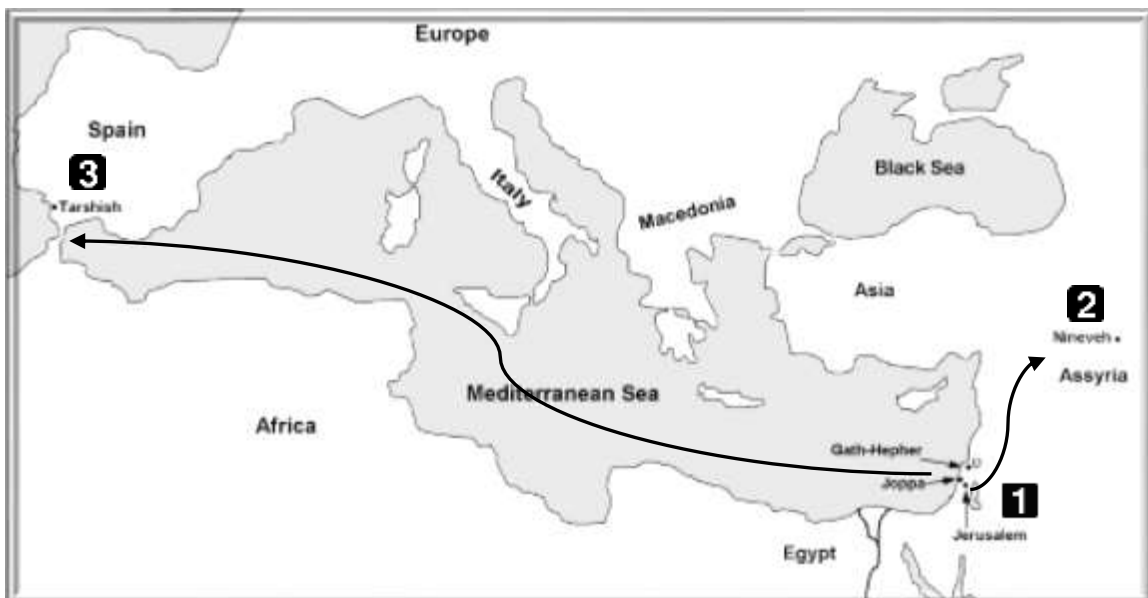 Europe
Spain
3
Tarshish
Italy
Macedonia
Black Sea
Asia
2
Nineveh
Assyria
Mediterranean Sea
Africa
Gath-Hepher
Joppa
1
Jerusalem
Egypt